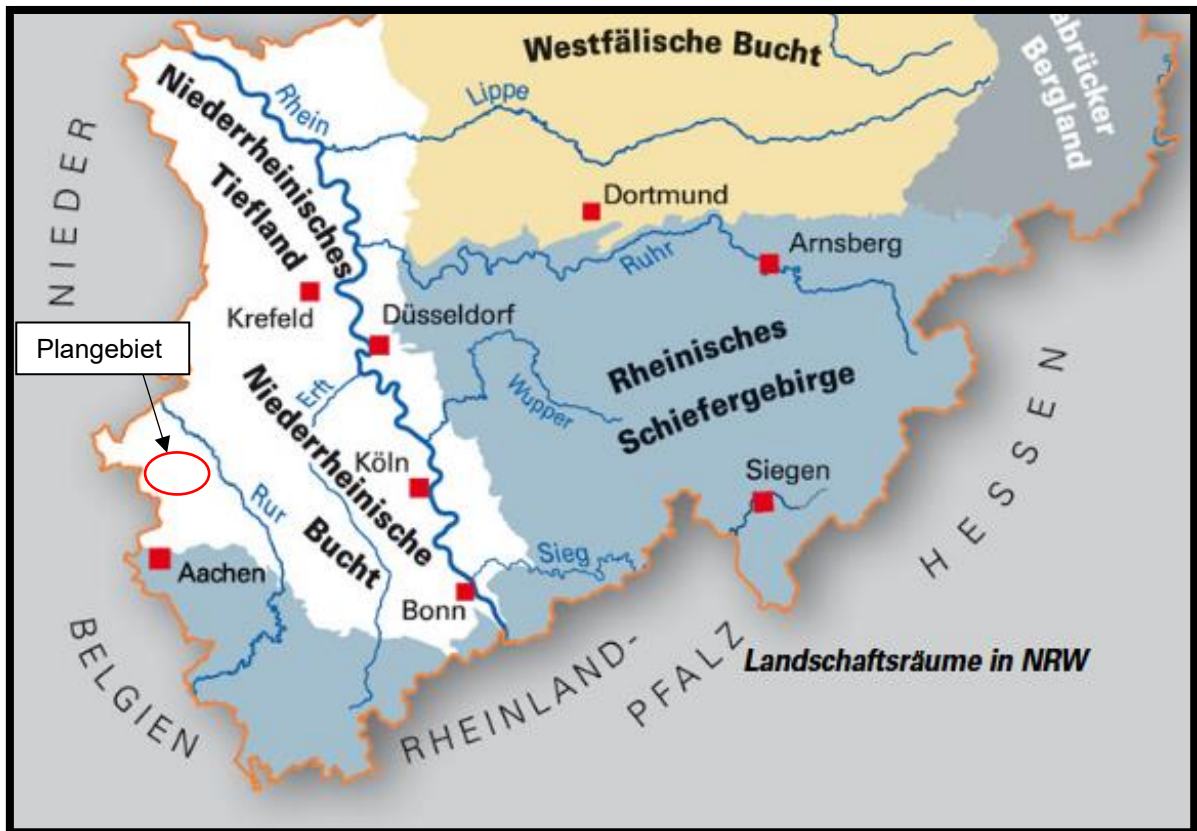 Westfälische Bucht
abrücker
Bergland
Rhein
Lippe
Niederrheinisches
Tiefland
NIEDER
Dortmund
Ruhr
Arnsberg
Krefeld
Düsseldorf
Plangebiet
Rheinisches
Schiefergebirge
Erft
Wupper
Niederrheinische
Bucht
Köln
Siegen
HESSEN
Rur
Sieg
Aachen
Bonn
BELGIEN
RHEINLAND-
PFALZ
Landschaftsräume in NRW